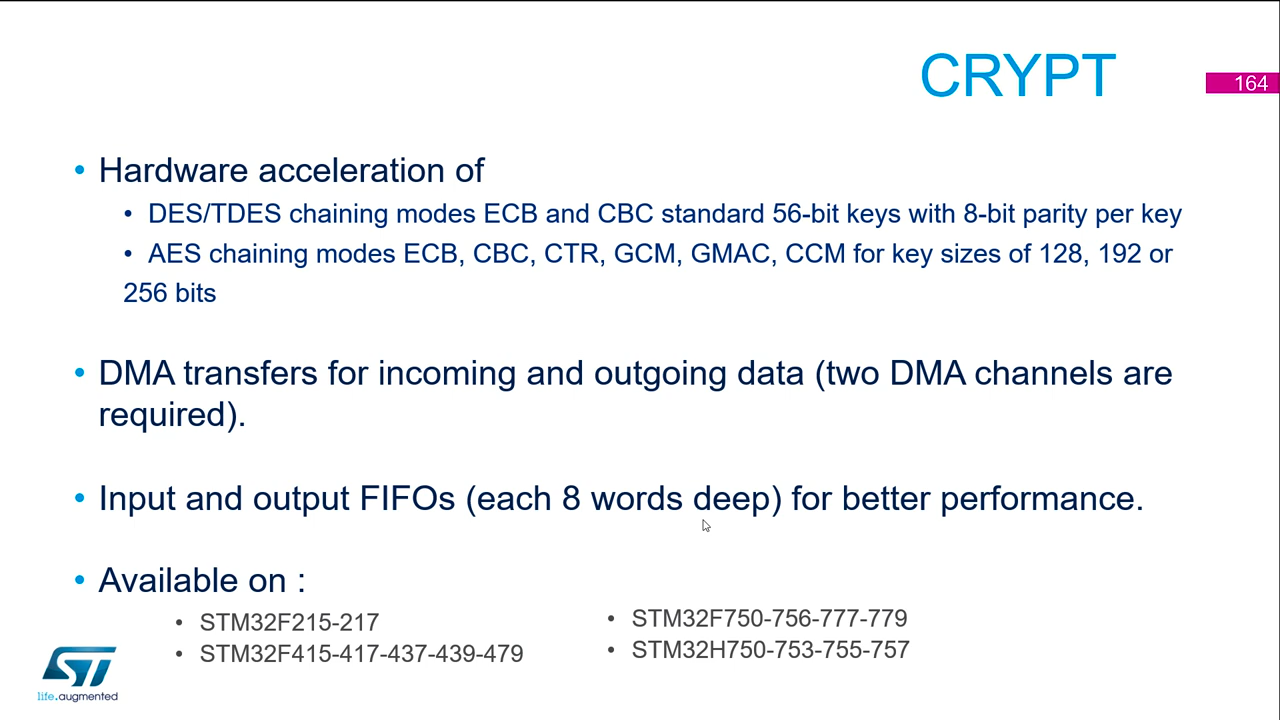 CRYPT
164
• Hardware acceleration of
• DES/TDES chaining modes ECB and CBC standard 56-bit keys with 8-bit parity per key
• AES chaining modes ECB, CBC, CTR, GCM, GMAC, CCM for key sizes of 128, 192 or
256 bits
• DMA transfers for incoming and outgoing data (two DMA channels are
required).
• Input and output FIFOs (each 8 words deep) for better performance.
• Available on :
• STM32F215-217
• STM32F415-417-437-439-479
• STM32F750-756-777-779
• STM32H750-753-755-757
ST
life.augmented